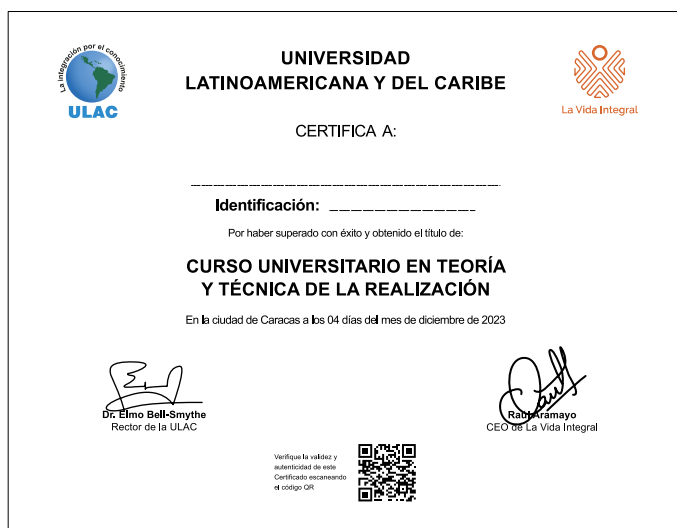 La integración por el conocimiento
ULAC
UNIVERSIDAD
LATINOAMERICANA Y DEL CARIBE
La Vida Integral
CERTIFICA A:
Identificación:
Por haber superado con éxito y obtenido el título de:
CURSO UNIVERSITARIO EN TEORÍA
Y TÉCNICA DE LA REALIZACIÓN
En la ciudad de Caracas a los 04 días del mes de diciembre de 2023
Dr. Elmo Bell-Smythe
Rector de la ULAC
Raúl Aramayo
CEO de La Vida Integral
Verifique la validez y
autenticidad de este
Certificado escaneando
el código QR